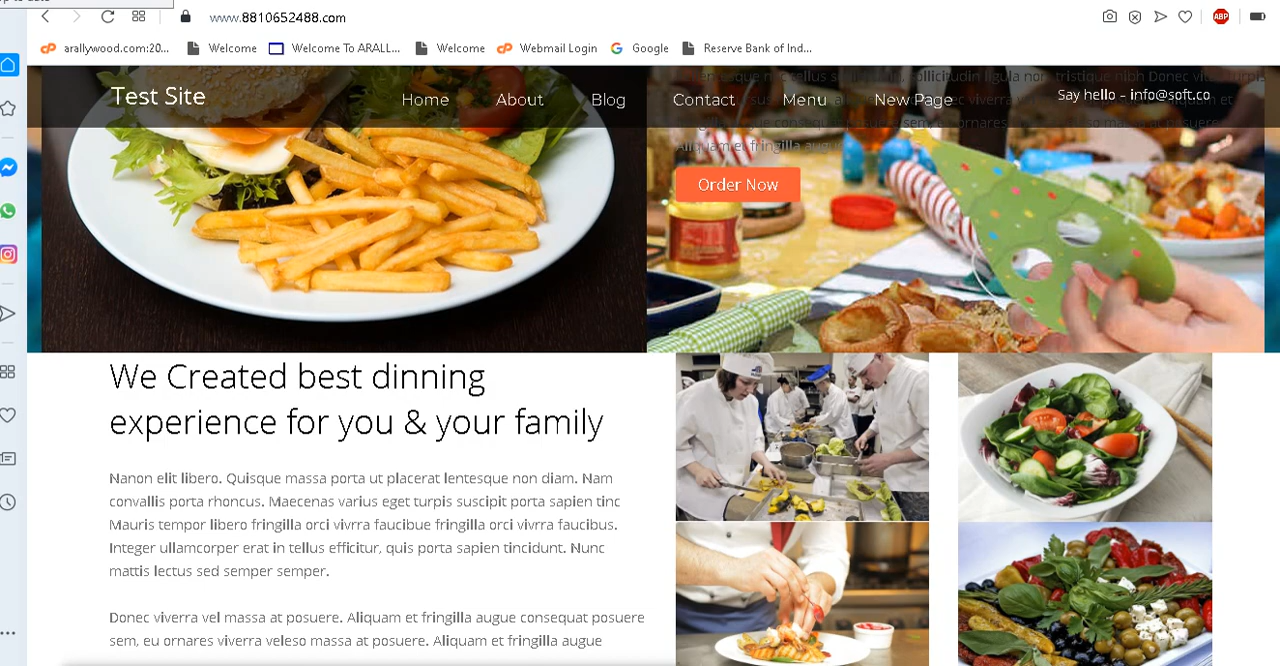 www.8810652488.com
ABP
arallywood.com:20... Welcome Welcome To ARALL... Welcome Webmail Login Google Reserve Bank of Ind...
Test Site Home About Blog Contact Menu New Page Say hello - info@soft.co
Aliquam et fringilla augue
Order Now
We Created best dinning
experience for you & your family
Nanon elit libero. Quisque massa porta ut placerat lentesque non diam. Nam
convallis porta rhoncus. Maecenas varius eget turpis suscipit porta sapien tinc
Mauris tempor libero fringilla orci vivrra faucibue fringilla orci vivrra faucibus.
Integer ullamcorper erat in tellus efficitur, quis porta sapien tincidunt. Nunc
mattis lectus sed semper semper.
Donec viverra vel massa at posuere. Aliquam et fringilla augue consequat posuere
sem, eu ornares viverra veleso massa at posuere. Aliquam et fringilla augue